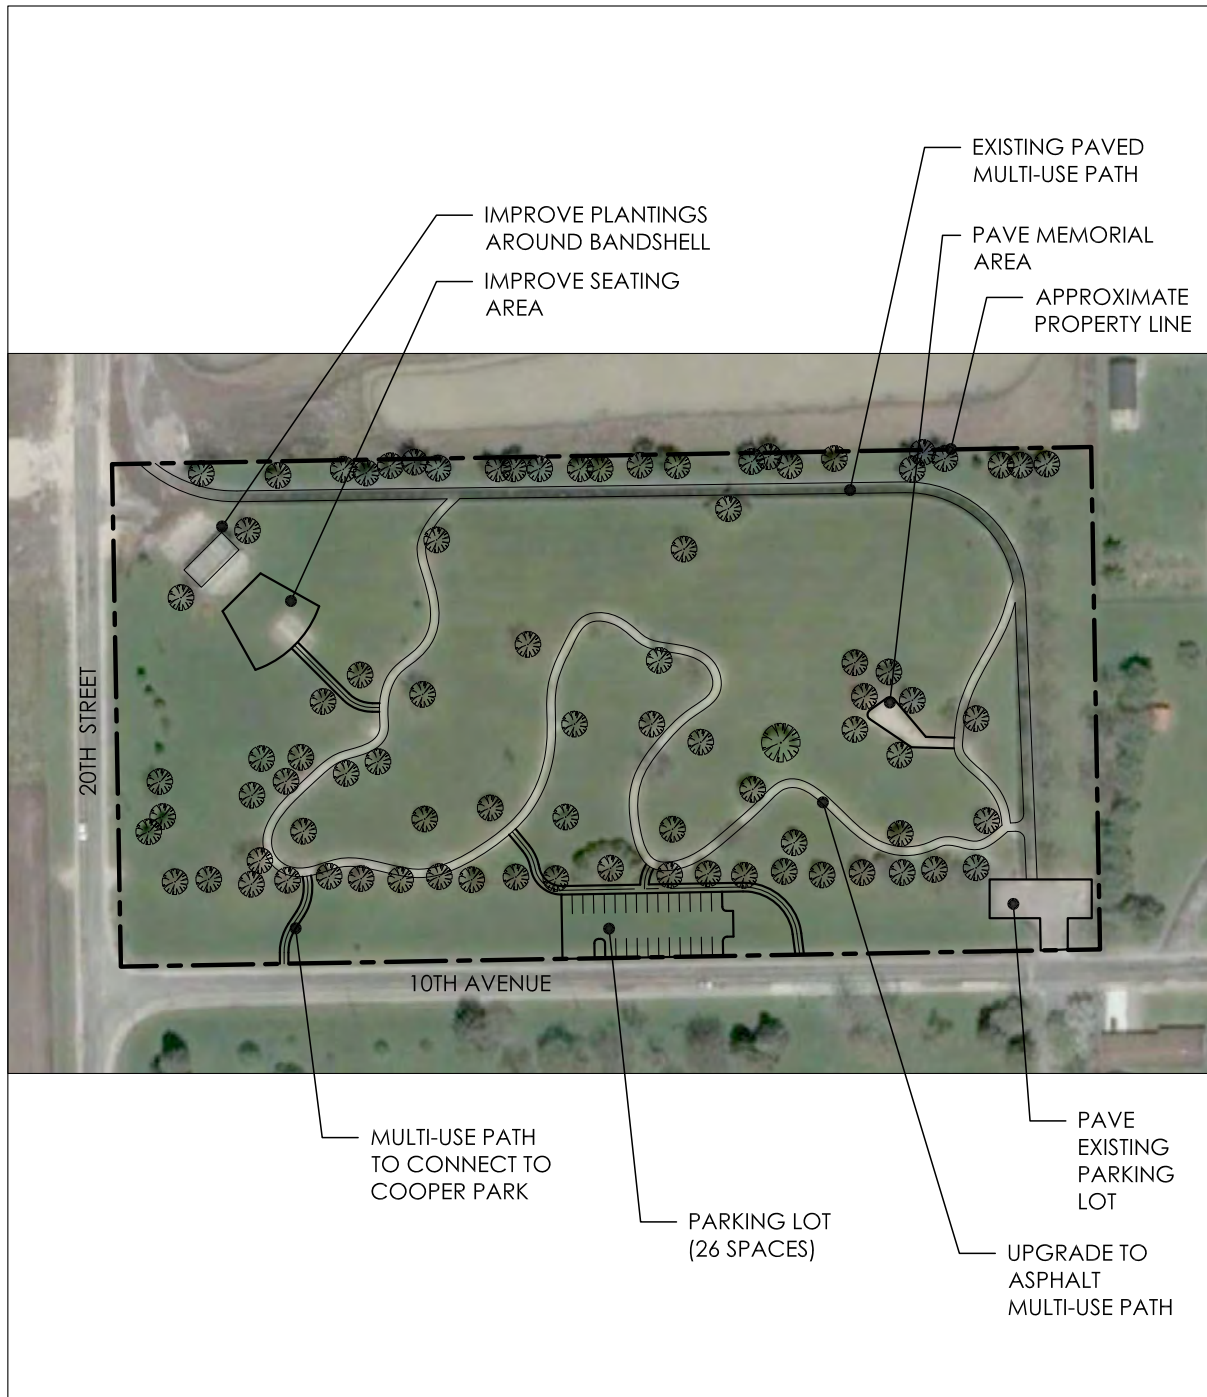 EXISTING PAVED
MULTI-USE PATH
IMPROVE PLANTINGS
AROUND BANDSHELL
PAVE MEMORIAL
AREA
IMPROVE SEATING
AREA
APPROXIMATE
PROPERTY LINE
20TH STREET
10TH AVENUE
MULTI-USE PATH
TO CONNECT TO
COOPER PARK
PARKING LOT
(26 SPACES)
PAVE
EXISTING
PARKING
LOT
UPGRADE TO
ASPHALT
MULTI-USE PATH